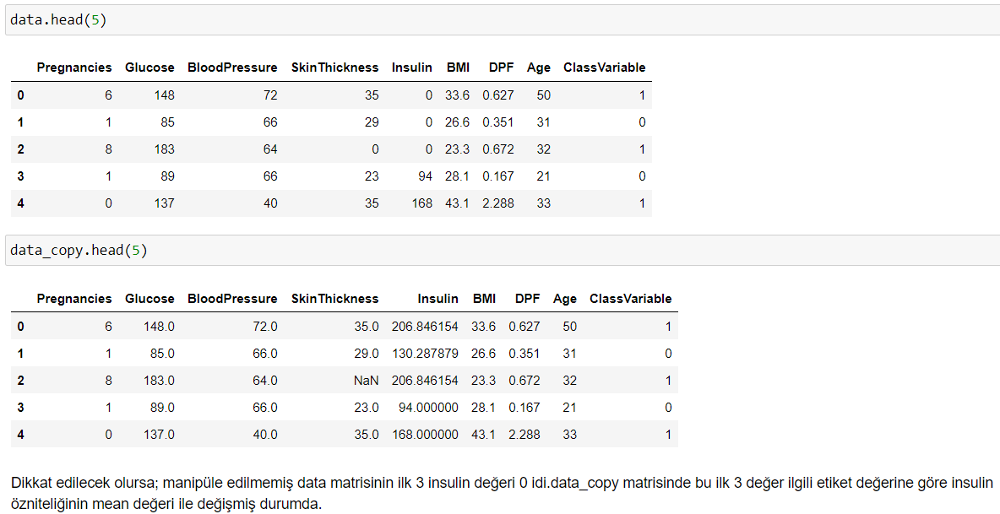 data.head(5)
Pregnancies Glucose BloodPressure SkinThickness Insulin BMI DPF Age ClassVariable
0 6 148 72 35 0 33.6 0.627 50 1
1 1 85 66 29 0 26.6 0.351 31 0
2 8 183 64 0 0 23.3 0.672 32 1
3 1 89 66 23 94 28.1 0.167 21 0
4 0 137 40 35 168 43.1 2.288 33 1
data_copy.head(5)
Pregnancies Glucose BloodPressure SkinThickness Insulin BMI DPF Age ClassVariable
0 6 148.0 72.0 35.0 206.846154 33.6 0.627 50 1
1 1 85.0 66.0 29.0 130.287879 26.6 0.351 31 0
2 8 183.0 64.0 NaN 206.846154 23.3 0.672 32 1
3 1 89.0 66.0 23.0 94.000000 28.1 0.167 21 0
4 0 137.0 40.0 35.0 168.000000 43.1 2.288 33 1
Dikkat edilecek olursa; manipüle edilmemiş data matrisinin ilk 3 insulin değeri 0 idi.data_copy matrisinde bu ilk 3 değer ilgili etiket değerine göre insulin
özniteliğinin mean değeri ile değişmiş durumda.